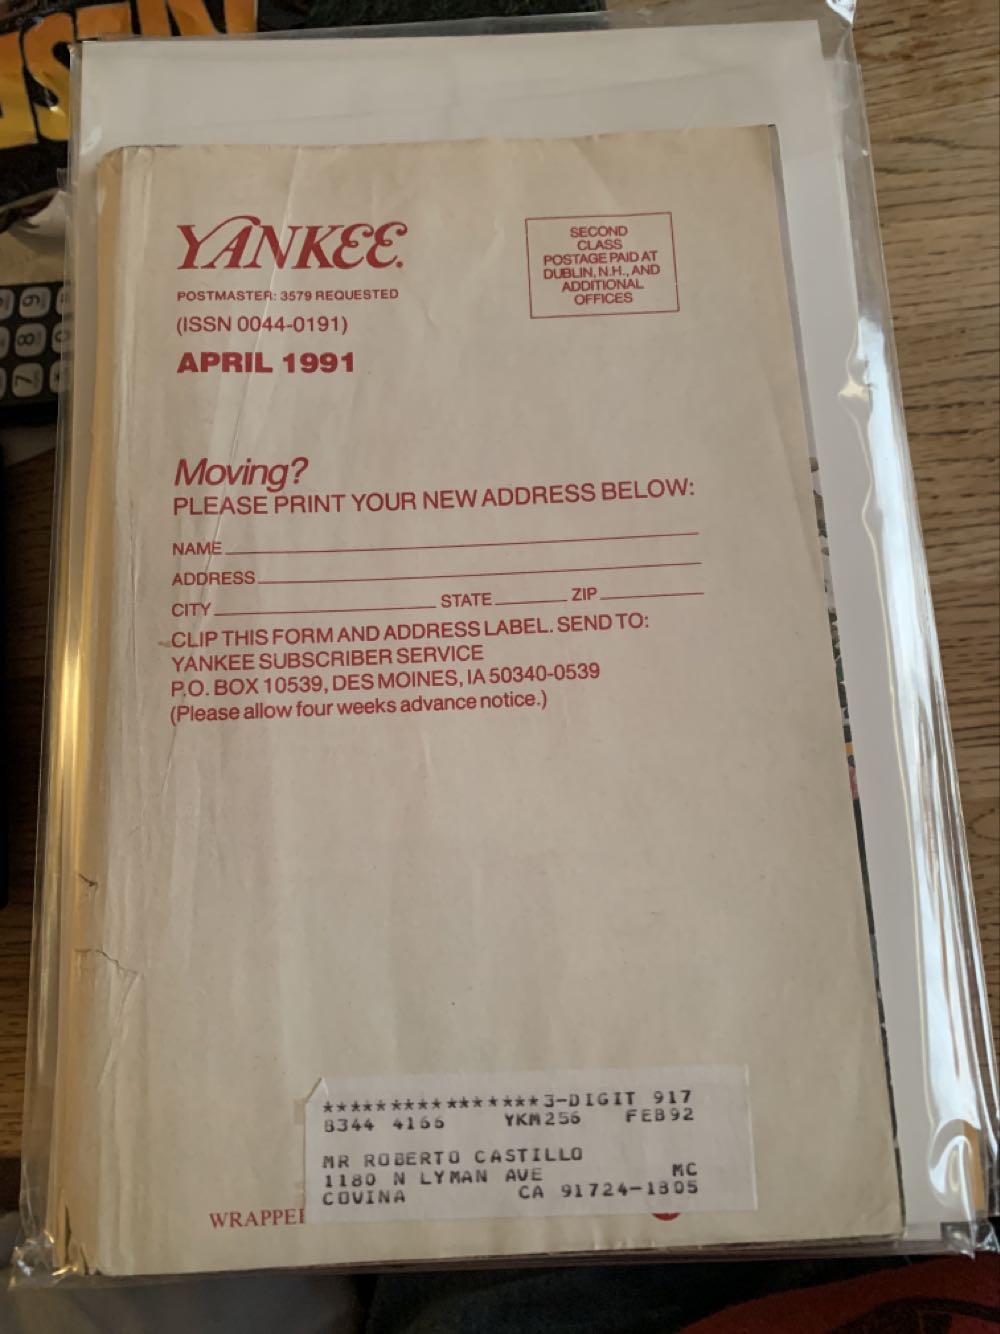 YANKEE.
POSTMASTER: 3579 REQUESTED
(ISSN 0044-0191)
APRIL 1991
SECOND
CLASS
POSTAGE PAID AT
DUBLIN, N.H., AND
ADDITIONAL
OFFICES
Moving?
PLEASE PRINT YOUR NEW ADDRESS BELOW:
NAME
ADDRESS
CITY STATE ZIP
CLIP THIS FORM AND ADDRESS LABEL. SEND TO:
YANKEE SUBSCRIBER SERVICE
P.O. BOX 10539, DES MOINES, IA 50340-0539
(Please allow four weeks advance notice.)
****************3-DIGIT 917
8344 4166 YKM256 FEB92
MR ROBERTO CASTILLO
1180 N LYMAN AVE MC
COVINA CA 91724-1805
WRAPPE